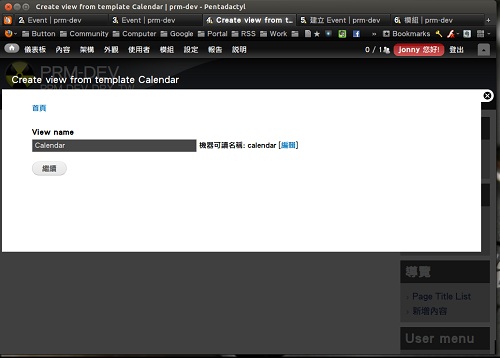 Create view from template Calendar | prm-dev - Pentadactyl
2. Event | prm-dev
3. Event | prm-dev
4. Create view from t...
5. 建立 Event | prm-dev
6. 模組 | prm-dev
Button Community Computer Google Portal RSS Work Bookmarks
儀表板 內容 架構 外觀 使用者 模組 設定 報告 說明 0 / 1 jonny 您好! 登出
PRM-DEV
Create view from template Calendar
首頁
View name
Calendar 機器可讀名稱: calendar [編輯]
繼續
導覽
Page Title List
新增內容
User menu